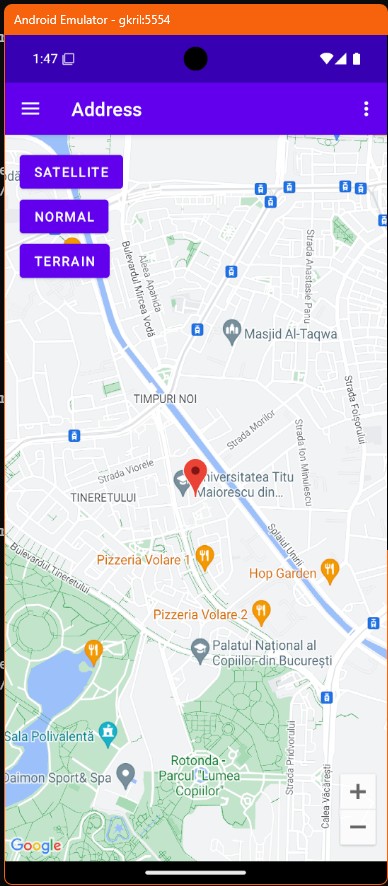 Android Emulator - gkril:5554
1:47
Address
SATELLITE
NORMAL
TERRAIN
Bulevardul Mircea Vodă
Aleea Apahida
Strada Anastasie Panu
Masjid Al-Taqwa
Strada Foișorului
TIMPURI NOI
Strada Morilor
Strada Ion Minulescu
Strada Viorele
Universitatea Titu
Maiorescu din...
TINERETULUI
Splaiul Unirii
Bulevardul Tineretului
Pizzeria Volare 1
Hop Garden
Pizzeria Volare 2
Palatul Național al
Copiilor din București
Sala Polivalentă
Rotonda -
Parcul "Lumea
Copiilor"
Daimon Sport& Spa
Strada Pridvorului
Calea Văcărești
+
−
Google